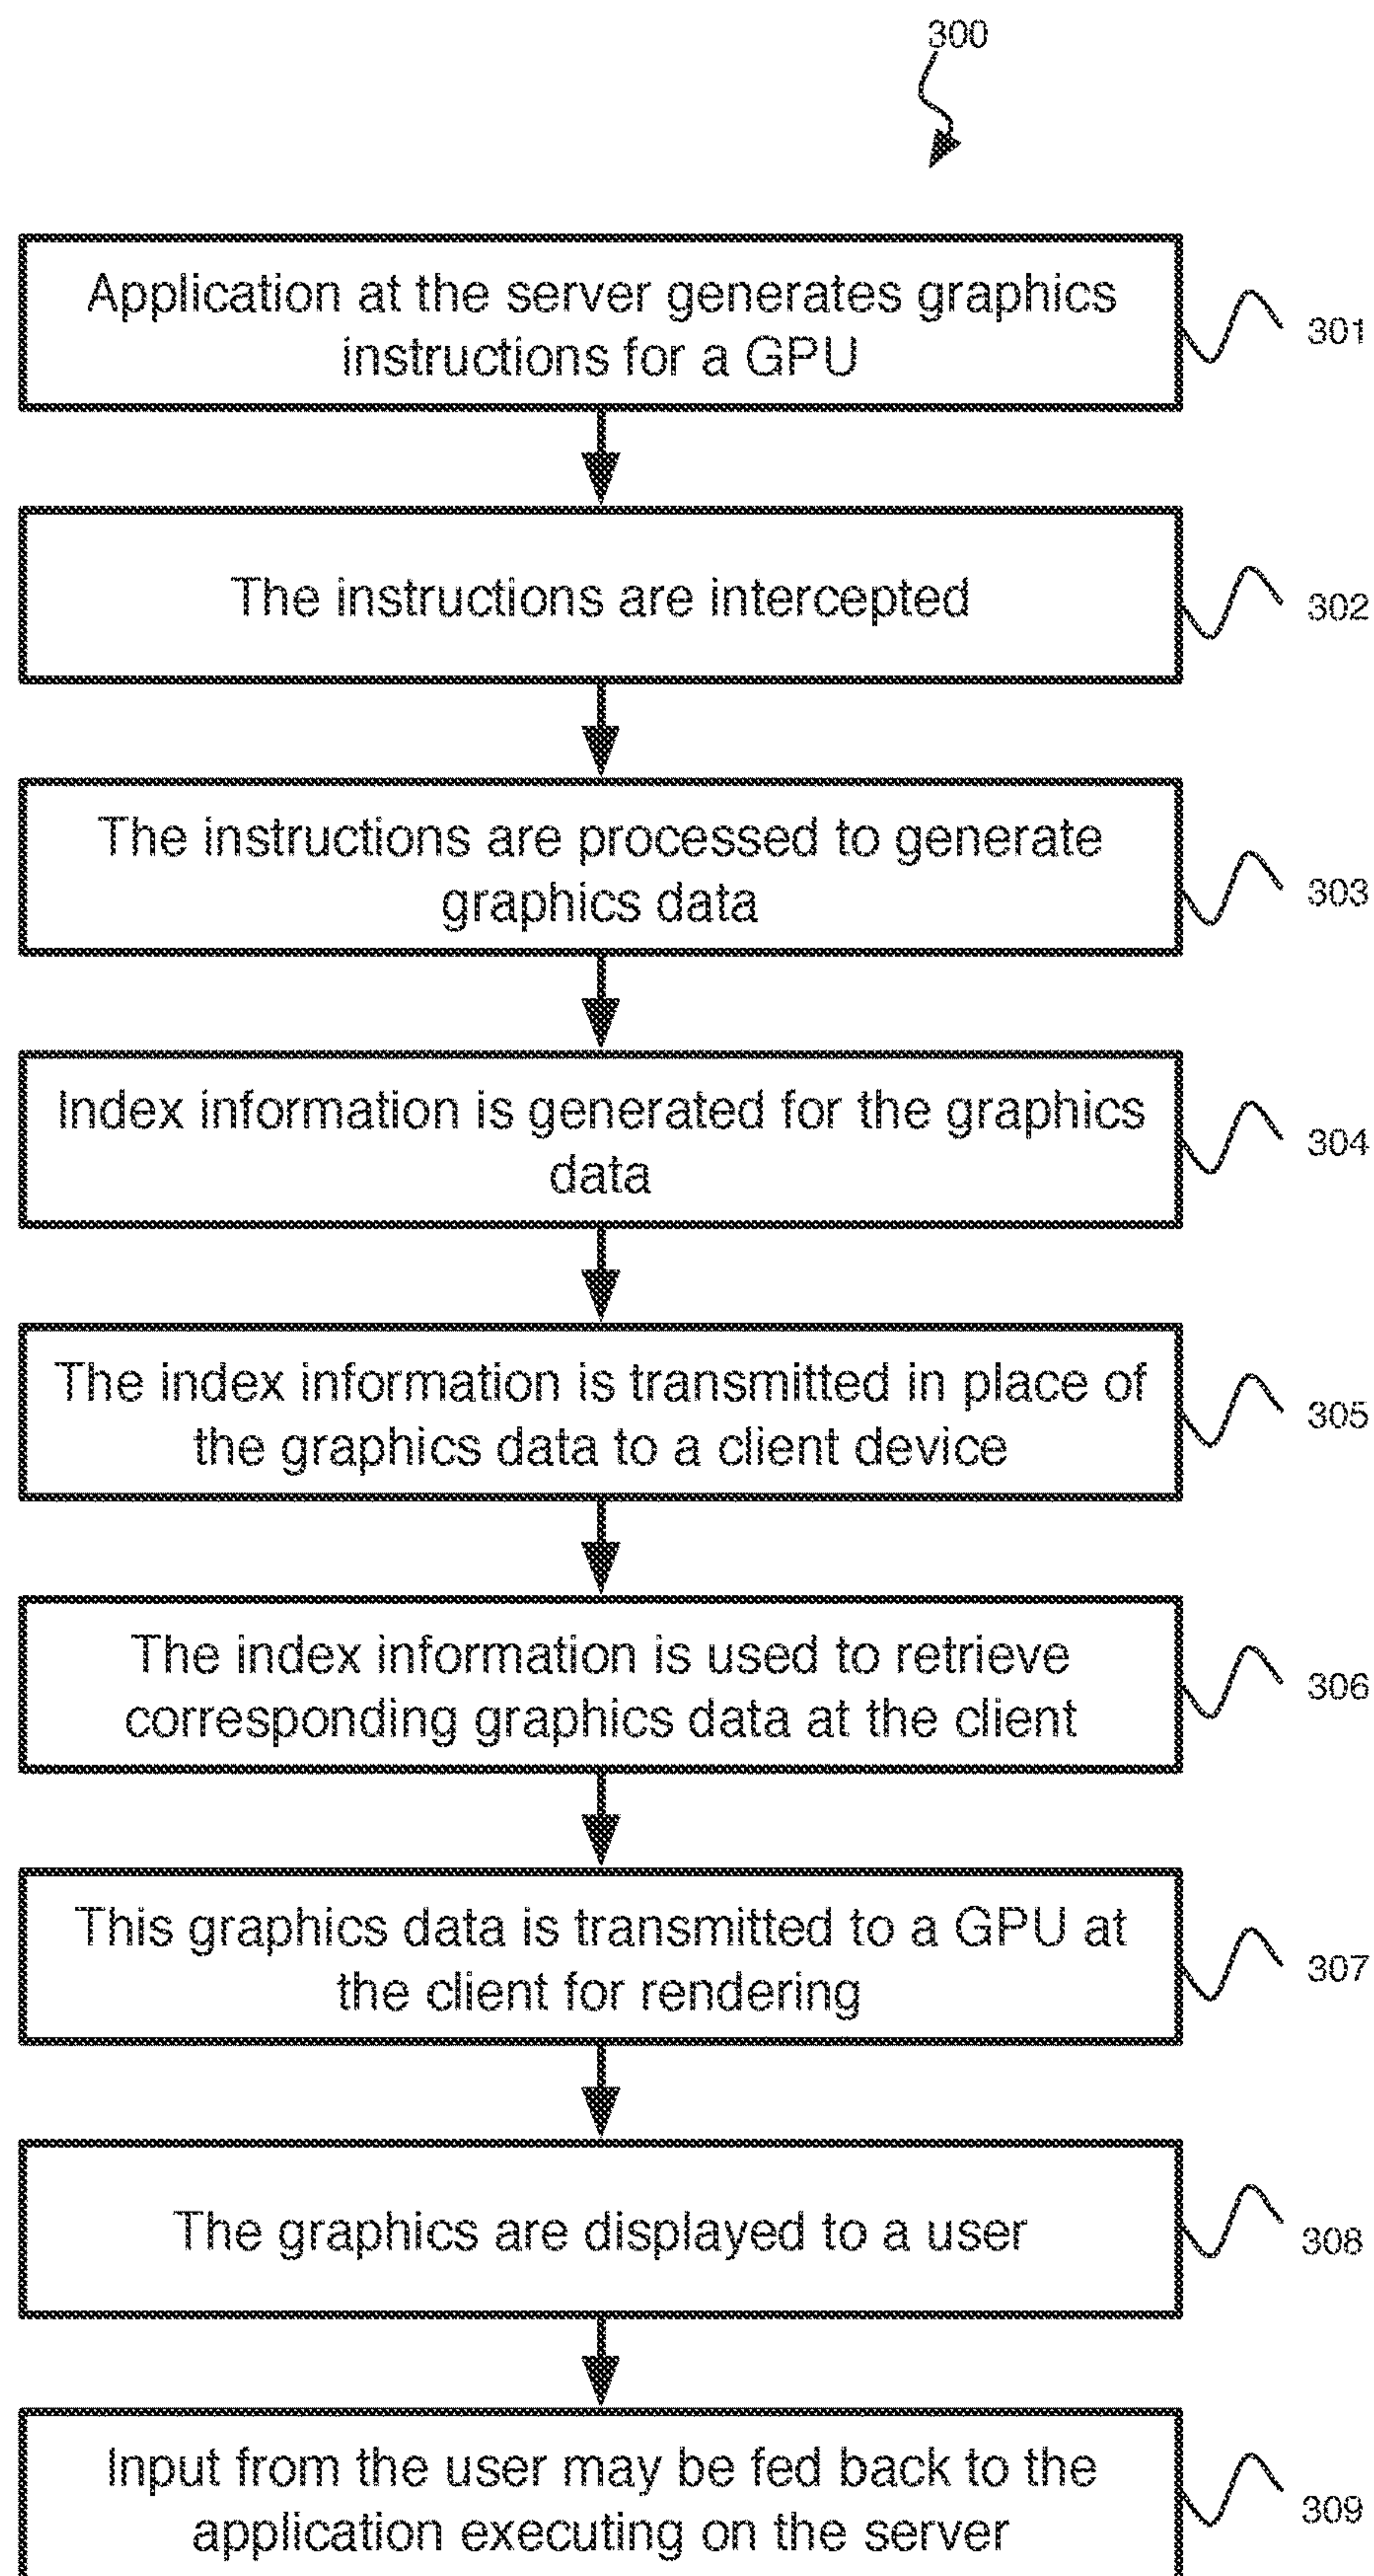 300
Application at the server generates graphics
instructions for a GPU
301
The instructions are intercepted
302
The instructions are processed to generate
graphics data
303
Index information is generated for the graphics
data
304
The index information is transmitted in place of
the graphics data to a client device
305
The index information is used to retrieve
corresponding graphics data at the client
306
This graphics data is transmitted to a GPU at
the client for rendering
307
The graphics are displayed to a user
308
Input from the user may be fed back to the
application executing on the server
309